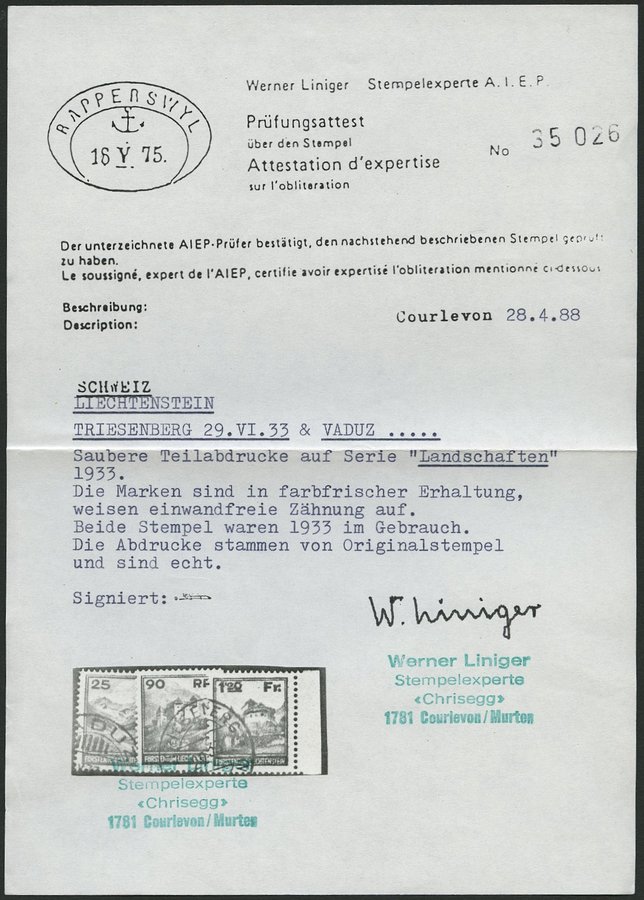 RAPPERSWYL
16 V. 75.
Werner Liniger Stempelexperte A.I.E.P.
Prüfungsattest
über den Stempel
Attestation d'expertise
sur l'obliteration
No 35 026
Der unterzeichnete AIEP-Prüfer bestätigt, den nachstehend beschriebenen Stempel geprüft
zu haben.
Le soussigné, expert de l'AIEP, certifie avoir expertisé l'obliteration mentionné ci-dessous
Beschreibung:
Description:
Courlevon 28.4.88
SCHWEIZ
LIECHTENSTEIN
TRIESENBERG 29.VI.33 & VADUZ .....
Saubere Teilabdrucke auf Serie "Landschaften"
1933.
Die Marken sind in farbfrischer Erhaltung,
weisen einwandfreie Zähnung auf.
Beide Stempel waren 1933 im Gebrauch.
Die Abdrucke stammen von Originalstempel
und sind echt.
Signiert:
W. Liniger
Werner Liniger
Stempelexperte
«Chrisegg»
1781 Courlevon/Murten
25
90 RP
1.20 Fr.
Werner Liniger
Stempelexperte
«Chrisegg»
1781 Courlevon/Murten